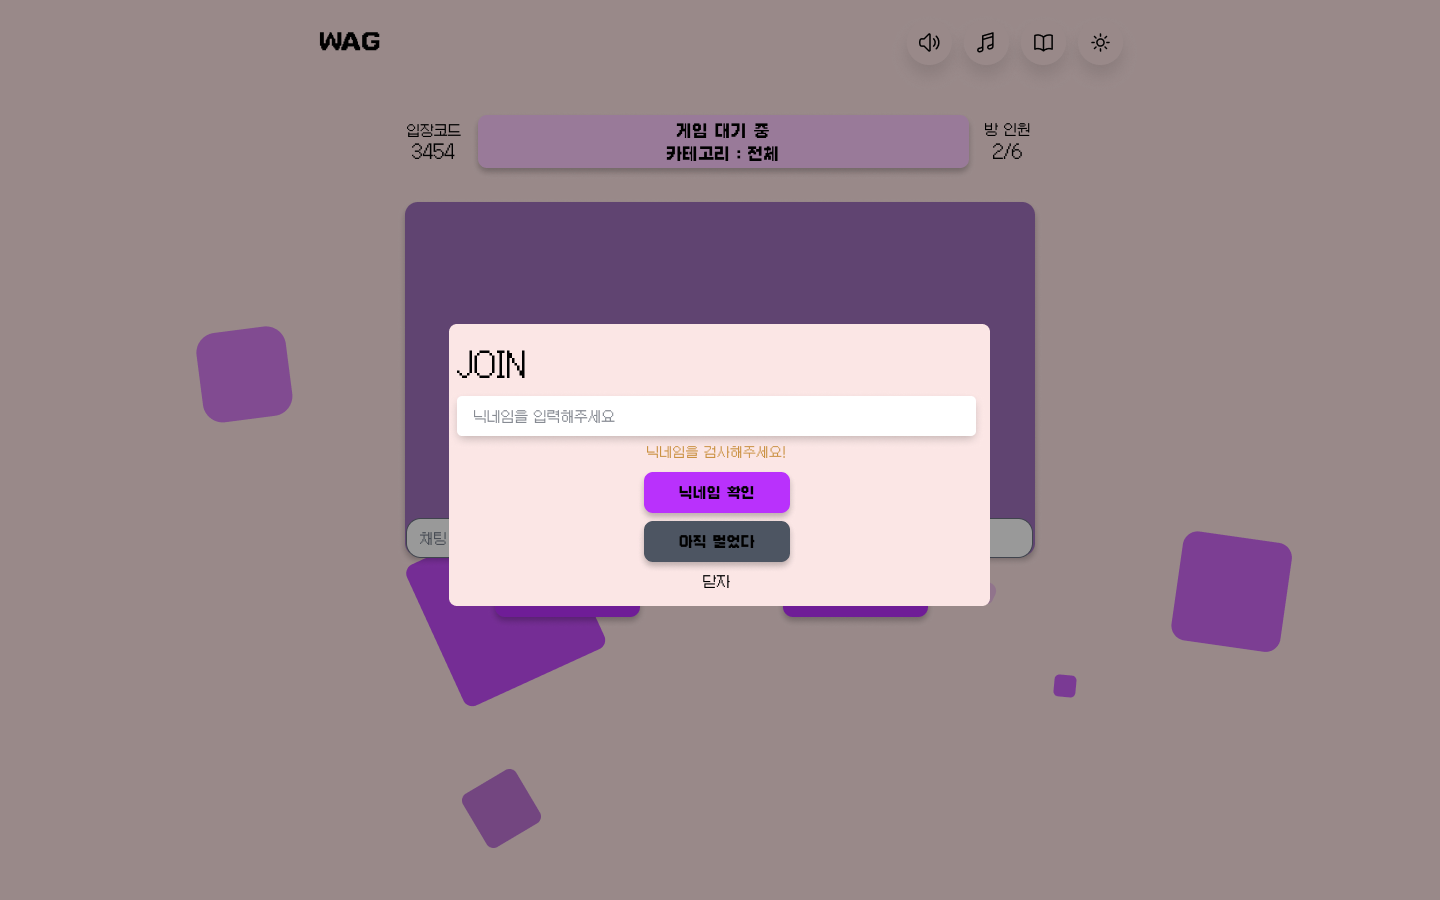 WAG
입장코드
3454
게임 대기 중
카테고리 : 전체
방 인원
2/6
JOIN
닉네임을 입력해주세요
닉네임을 검사해주세요!
닉네임 확인
아직 멀었다
채팅
닫자